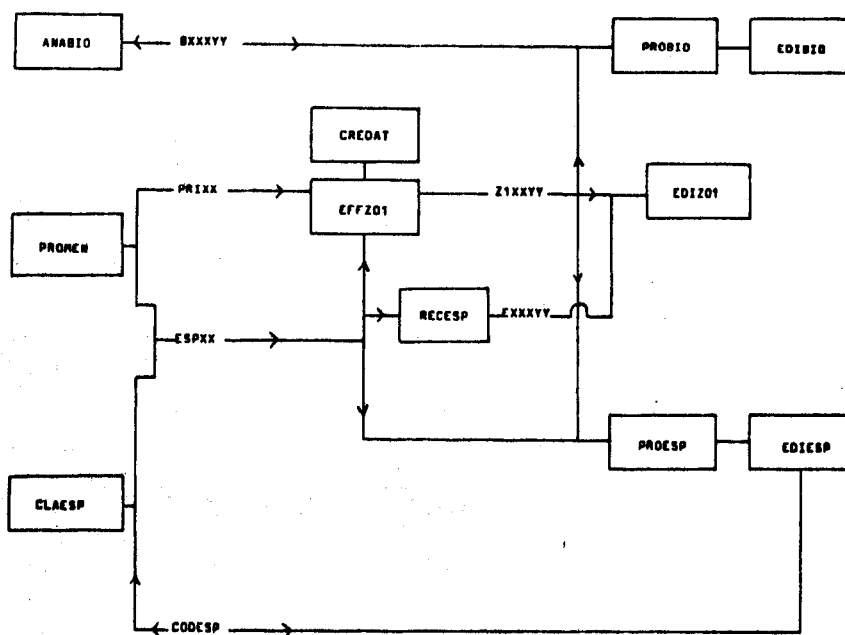 ANABIO
BXXXYY
PROBIO
EDIBIO
CREDAT
PRIXX
EFFZ01
Z1XXYY
EDIZ01
PROMEN
RECESP
EXXXYY
ESPXX
PROESP
EDIESP
CLAESP
CODESP